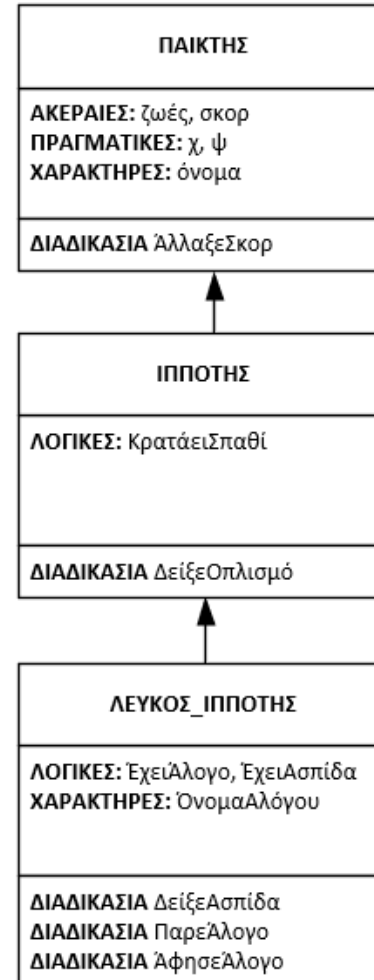 ΠΑΙΚΤΗΣ
ΑΚΕΡΑΙΕΣ: ζωές, σκορ
ΠΡΑΓΜΑΤΙΚΕΣ: χ, ψ
ΧΑΡΑΚΤΗΡΕΣ: όνομα
ΔΙΑΔΙΚΑΣΙΑ ΆλλαξεΣκορ
ΙΠΠΟΤΗΣ
ΛΟΓΙΚΕΣ: ΚρατάειΣπαθί
ΔΙΑΔΙΚΑΣΙΑ ΔείξεΟπλισμό
ΛΕΥΚΟΣ_ΙΠΠΟΤΗΣ
ΛΟΓΙΚΕΣ: ΈχειΆλογο, ΈχειΑσπίδα
ΧΑΡΑΚΤΗΡΕΣ: ΌνομαΑλόγου
ΔΙΑΔΙΚΑΣΙΑ ΔείξεΑσπίδα
ΔΙΑΔΙΚΑΣΙΑ ΠαρεΆλογο
ΔΙΑΔΙΚΑΣΙΑ ΆφησεΆλογο